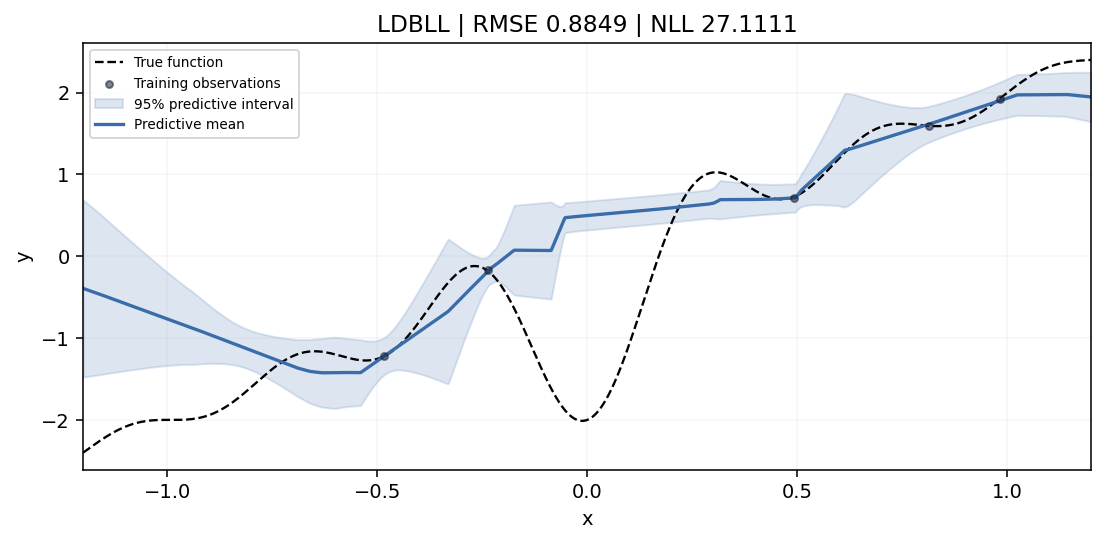 LDBLL | RMSE 0.8849 | NLL 27.1111
True function
Training observations
95% predictive interval
Predictive mean
y
2
1
0
−1
−2
−1.0 −0.5 0.0 0.5 1.0
x